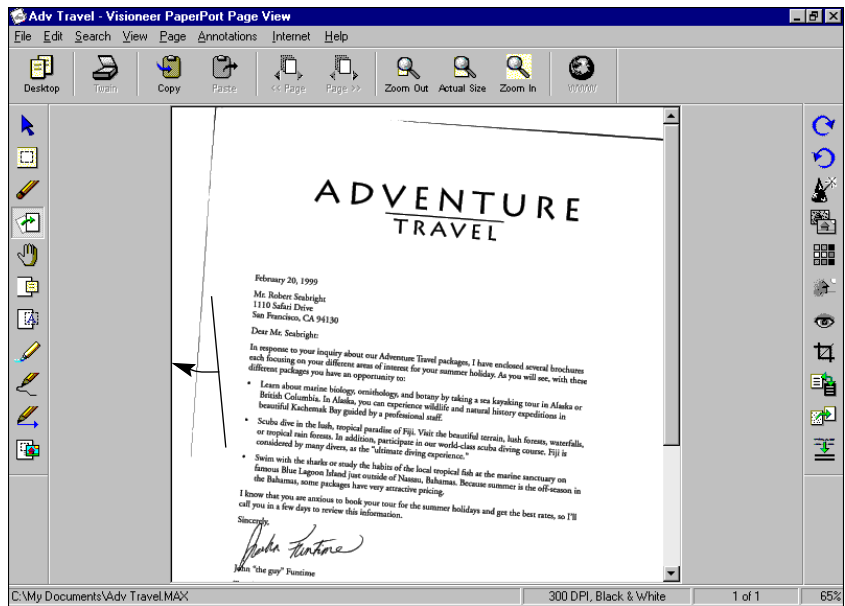 Adv Travel - Visioneer PaperPort Page View
File Edit Search View Page Annotations Internet Help
Desktop Twain Copy Paste << Page Page >> Zoom Out Actual Size Zoom In WWW
ADVENTURE
TRAVEL
February 20, 1999
Mr. Robert Seabright
1110 Safari Drive
San Francisco, CA 94130
Dear Mr. Seabright:
In response to your inquiry about our Adventure Travel packages, I have enclosed several brochures
each focusing on your different areas of interest for your summer holiday. As you will see, with these
different packages you have an opportunity to:
• Learn about marine biology, ornithology, and botany by taking a sea kayaking tour in Alaska or
British Columbia. In Alaska, you can experience wildlife and natural history expeditions in
beautiful Kachemak Bay guided by a professional staff.
• Scuba dive in the lush, tropical paradise of Fiji. Visit the beautiful terrain, lush forests, waterfalls,
or tropical rain forests. In addition, participate in our world-class scuba diving course. Fiji is
considered by many divers, as the "ultimate diving experience."
• Swim with the sharks or study the habits of the local tropical fish at the marine sanctuary on
famous Blue Lagoon Island just outside of Nassau, Bahamas. Because summer is the off-season in
the Bahamas, some packages have very attractive pricing.
I know that you are anxious to book your tour for the summer holidays and get the best rates, so I'll
call you in a few days to review this information.
Sincerely,
John "the guy" Funtime
C:\My Documents\Adv Travel.MAX 300 DPI, Black & White 1 of 1 65%